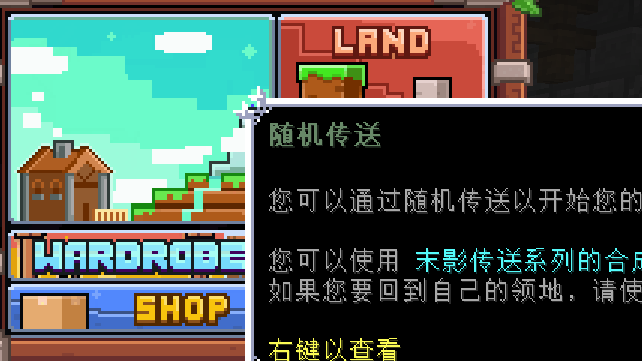 LAND
随机传送
您可以通过随机传送以开始您的
您可以使用 末影传送系列的合成
如果您要回到自己的领地，请使
WARDROBE
SHOP
右键以查看